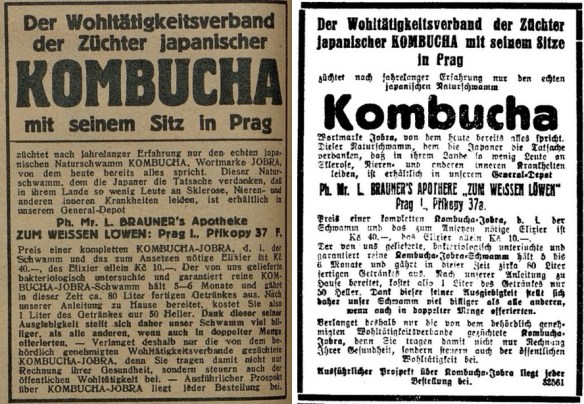 Der Wohltätigkeitsverband
der Züchter japanischer
KOMBUCHA
mit seinem Sitz in Prag
züchtet nach jahrelanger Erfahrung nur den echten japa-
nischen Naturschwamm KOMBUCHA, Wortmarke JOBRA,
von dem heute bereits alles spricht. Dieser Natur-
schwamm, dem die Japaner die Tatsache verdanken, daß
in ihrem Lande so wenig Leute an Sklerose, Nieren- und
anderen inneren Krankheiten leiden, ist erhältlich in
unserem General-Depot
Ph. Mr. L. BRAUNER'S Apotheke
ZUM WEISSEN LÖWEN: Prag I., Příkopy 37 F.
Preis einer kompletten KOMBUCHA-JOBRA, d. i. der
Schwamm und das zum Ansetzen nötige Elixier ist
Kč 40.—, das Elixier allein Kč 10.—. Der von uns gelieferte
bakteriologisch untersuchte und garantiert reine KOM-
BUCHA-JOBRA-Schwamm hält 5—6 Monate und gibt
in dieser Zeit ca. 80 Liter fertigen Getränkes aus. Nach
unserer Anleitung zu Hause bereitet, kostet Sie also
1 Liter des Getränkes nur 50 Heller. Dank dieser seiner
Ausgiebigkeit stellt sich daher unser Schwamm viel bil-
liger, als alle anderen, wenn auch in doppelter Menge
offerierten. — Verlanget deshalb nur die von dem be-
hördlich genehmigten Wohltätigkeitsverbande gezüchtete
KOMBUCHA-JOBRA, denn Sie tragen damit nicht nur
Rechnung Ihrer Gesundheit, sondern steuern auch der
öffentlichen Wohltätigkeit bei. — Ausführlicher Prospekt
über KOMBUCHA-JOBRA liegt jeder Bestellung bei.
Der Wohltätigkeitsverband der Züchter
japanischer KOMBUCHA mit seinem Sitze
in Prag
züchtet nach jahrelanger Erfahrung nur den echten
japanischen Naturschwamm
Kombucha
Wortmarke Jobra, von dem heute bereits alles spricht.
Dieser Naturschwamm, dem die Japaner die Tatsache
verdanken, daß in ihrem Lande so wenig Leute an
Sklerose, Nieren und anderen inneren Krankheiten
leiden, ist erhältlich in unserem General-Depot
Ph. Mr. L. BRAUNER'S APOTHEKE „ZUM WEISSEN LÖWEN"
Prag I., Příkopy 37a.
Preis einer kompletten Kombucha-Jobra, d. i. der
Schwamm und das zum Ansetzen nötige Elixier ist
Kč 40.—, das Elixier allein Kč 10.—.
Der von uns gelieferte, bakteriologisch untersuchte und
garantiert reine Kombucha-Jobra-Schwamm hält 5 bis
6 Monate und gibt in dieser Zeit zirka 80 Liter
fertigen Getränkes aus. Nach unserer Anleitung zu
Hause bereitet, kostet also 1 Liter des Getränkes nur
50 Heller. Dank dieser seiner Ausgiebigkeit stellt sich
daher unser Schwamm viel billiger als alle anderen,
wenn auch in doppelter Menge offerierten.
Verlanget deshalb nur die von dem behördlich geneh-
migten Wohltätigkeitsverbande gezüchtete Kombucha-
Jobra, denn Sie tragen damit nicht nur Rechnung
Ihrer Gesundheit, sondern steuern auch der öffentlichen
Wohltätigkeit bei.
Ausführlicher Prospekt über Kombucha-Jobra liegt jeder
Bestellung bei. 32561